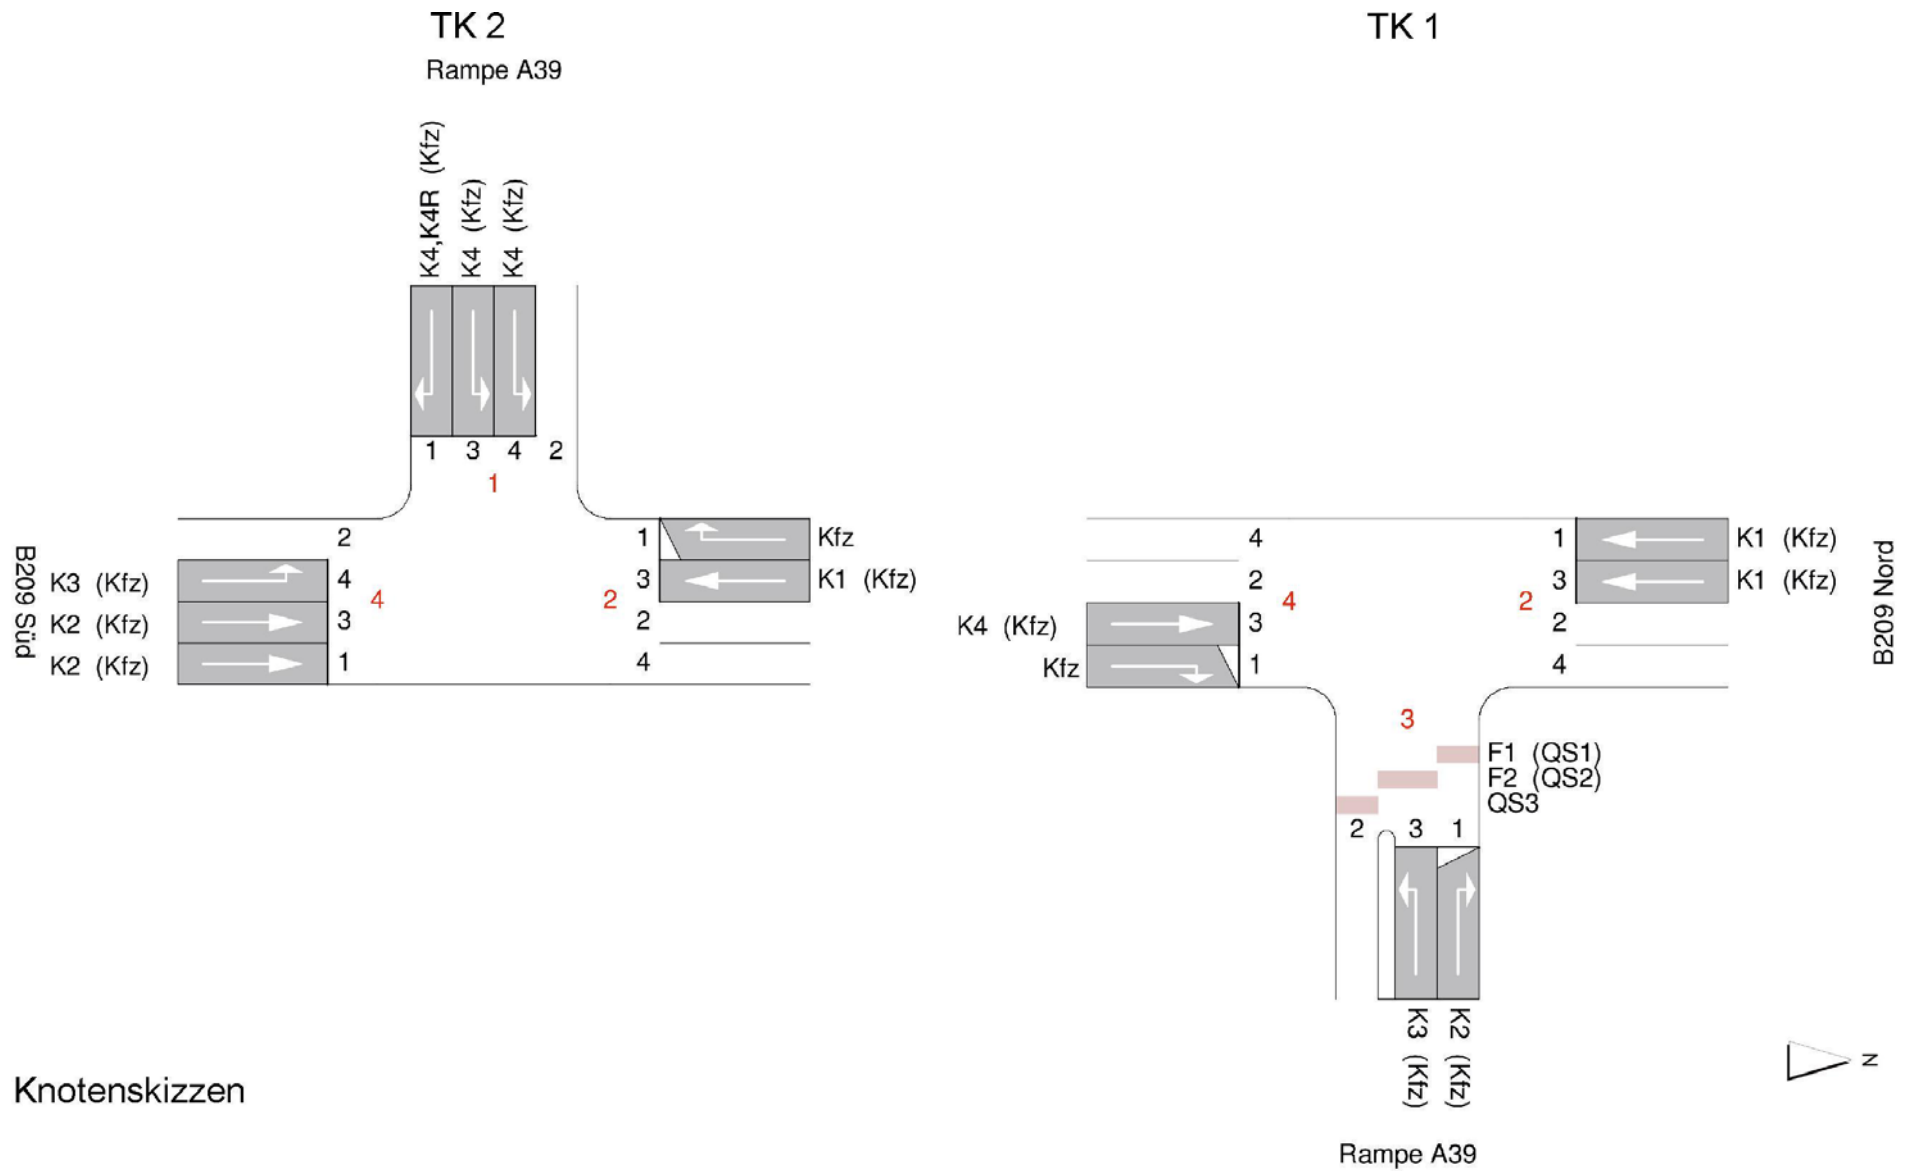 TK 2
TK 1
Rampe A39
K4,K4R (Kfz)
K4 (Kfz)
K4 (Kfz)
1 3 4 2
1
B209 Süd
2
K3 (Kfz) 4
K2 (Kfz) 3
K2 (Kfz) 1
4
2
1 Kfz
3 K1 (Kfz)
2
4
4
2
K4 (Kfz) 3
Kfz 1
4
2
1 K1 (Kfz)
3 K1 (Kfz)
2
4
B209 Nord
3
F1 (QS1)
F2 (QS2)
QS3
2 3 1
K3 (Kfz)
K2 (Kfz)
Rampe A39
N
Knotenskizzen